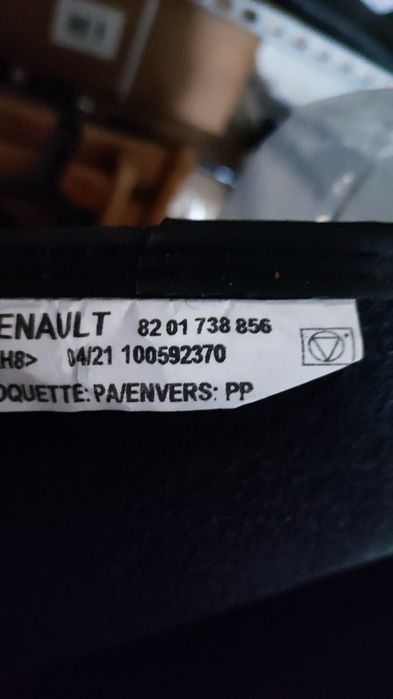 ENAULT 82 01 738 856
H8> 04/21 100592370
OQUETTE: PA/ENVERS: PP